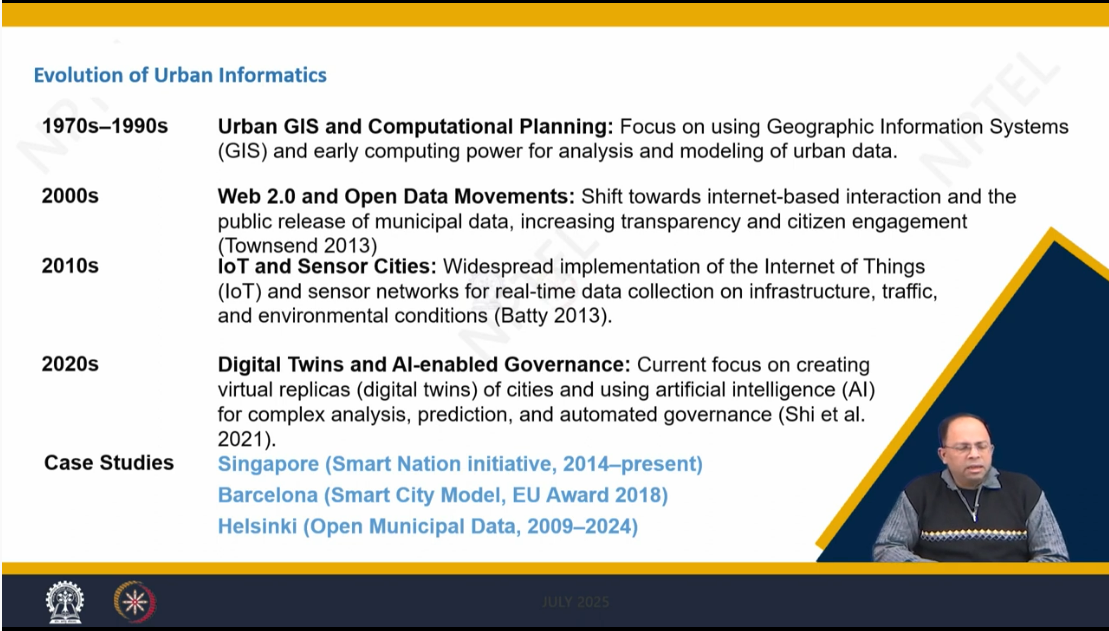 Evolution of Urban Informatics
1970s–1990s
Urban GIS and Computational Planning: Focus on using Geographic Information Systems
(GIS) and early computing power for analysis and modeling of urban data.
2000s
Web 2.0 and Open Data Movements: Shift towards internet-based interaction and the
public release of municipal data, increasing transparency and citizen engagement
(Townsend 2013)
2010s
IoT and Sensor Cities: Widespread implementation of the Internet of Things
(IoT) and sensor networks for real-time data collection on infrastructure, traffic,
and environmental conditions (Batty 2013).
2020s
Digital Twins and AI-enabled Governance: Current focus on creating
virtual replicas (digital twins) of cities and using artificial intelligence (AI)
for complex analysis, prediction, and automated governance (Shi et al.
2021).
Case Studies
Singapore (Smart Nation initiative, 2014–present)
Barcelona (Smart City Model, EU Award 2018)
Helsinki (Open Municipal Data, 2009–2024)
JULY 2025
NPTEL
NPTEL